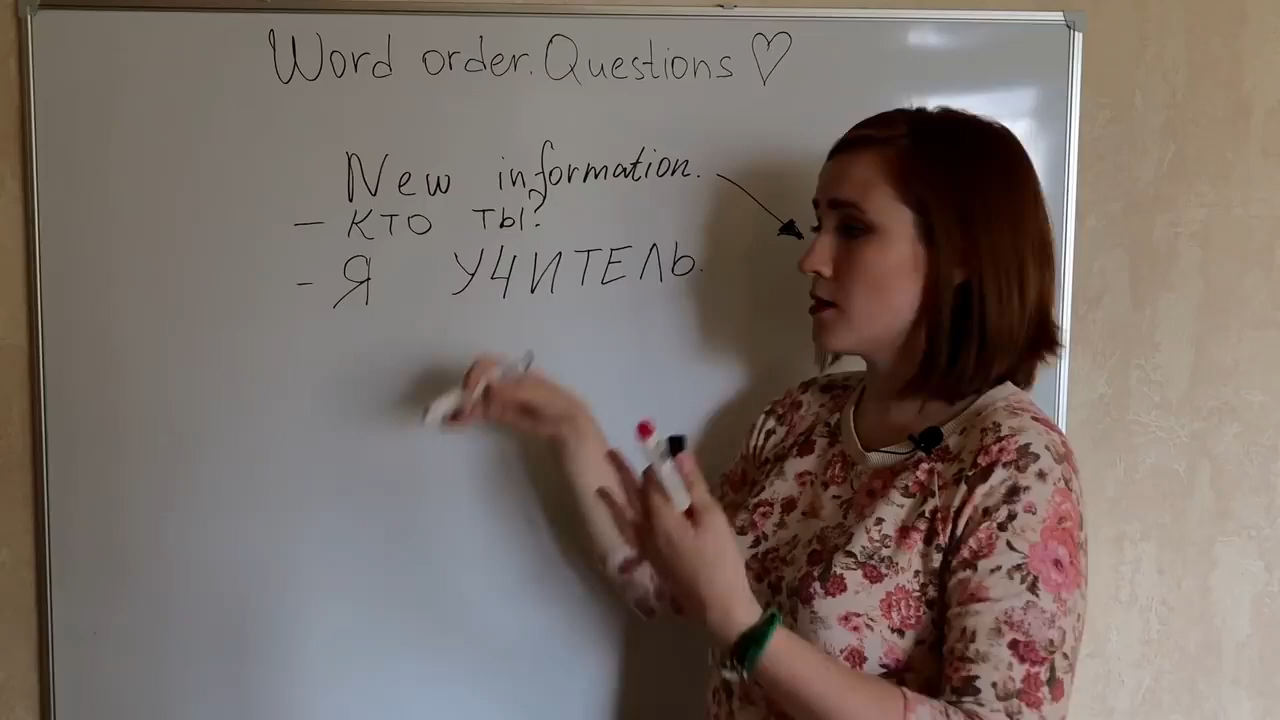 Word order. Questions ♡
New information.
- КТО ТЫ?
- Я УЧИТЕЛЬ.